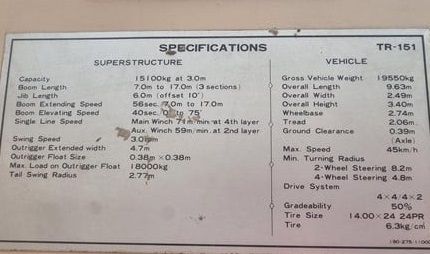 SPECIFICATIONS TR-151
SUPERSTRUCTURE
Capacity 15100kg at 3.0m
Boom Length 7.0m to 17.0m (3 sections)
Jib Length 6.0m (offset 10°)
Boom Extending Speed 56sec. 7.0m to 17.0m
Boom Elevating Speed 40sec. 0° to 75°
Single Line Speed Main Winch 71m/min at 4th layer
Aux. Winch 59m/min. at 2nd layer
Swing Speed 3.0rpm
Outrigger Extended width 4.7m
Outrigger Float Size 0.38m × 0.38m
Max. Load on Outrigger Float 18000kg
Tail Swing Radius 2.77m
VEHICLE
Gross Vehicle Weight 19550kg
Overall Length 9.63m
Overall Width 2.49m
Overall Height 3.40m
Wheelbase 2.74m
Tread 2.06m
Ground Clearance 0.39m
(Axle)
Max. Speed 45km/h
Min. Turning Radius
2-Wheel Steering 8.2m
4-Wheel Steering 4.8m
Drive System
4×4/4×2
Gradeability 50%
Tire Size 14.00×24 24PR
Tire 6.3kg/cm²